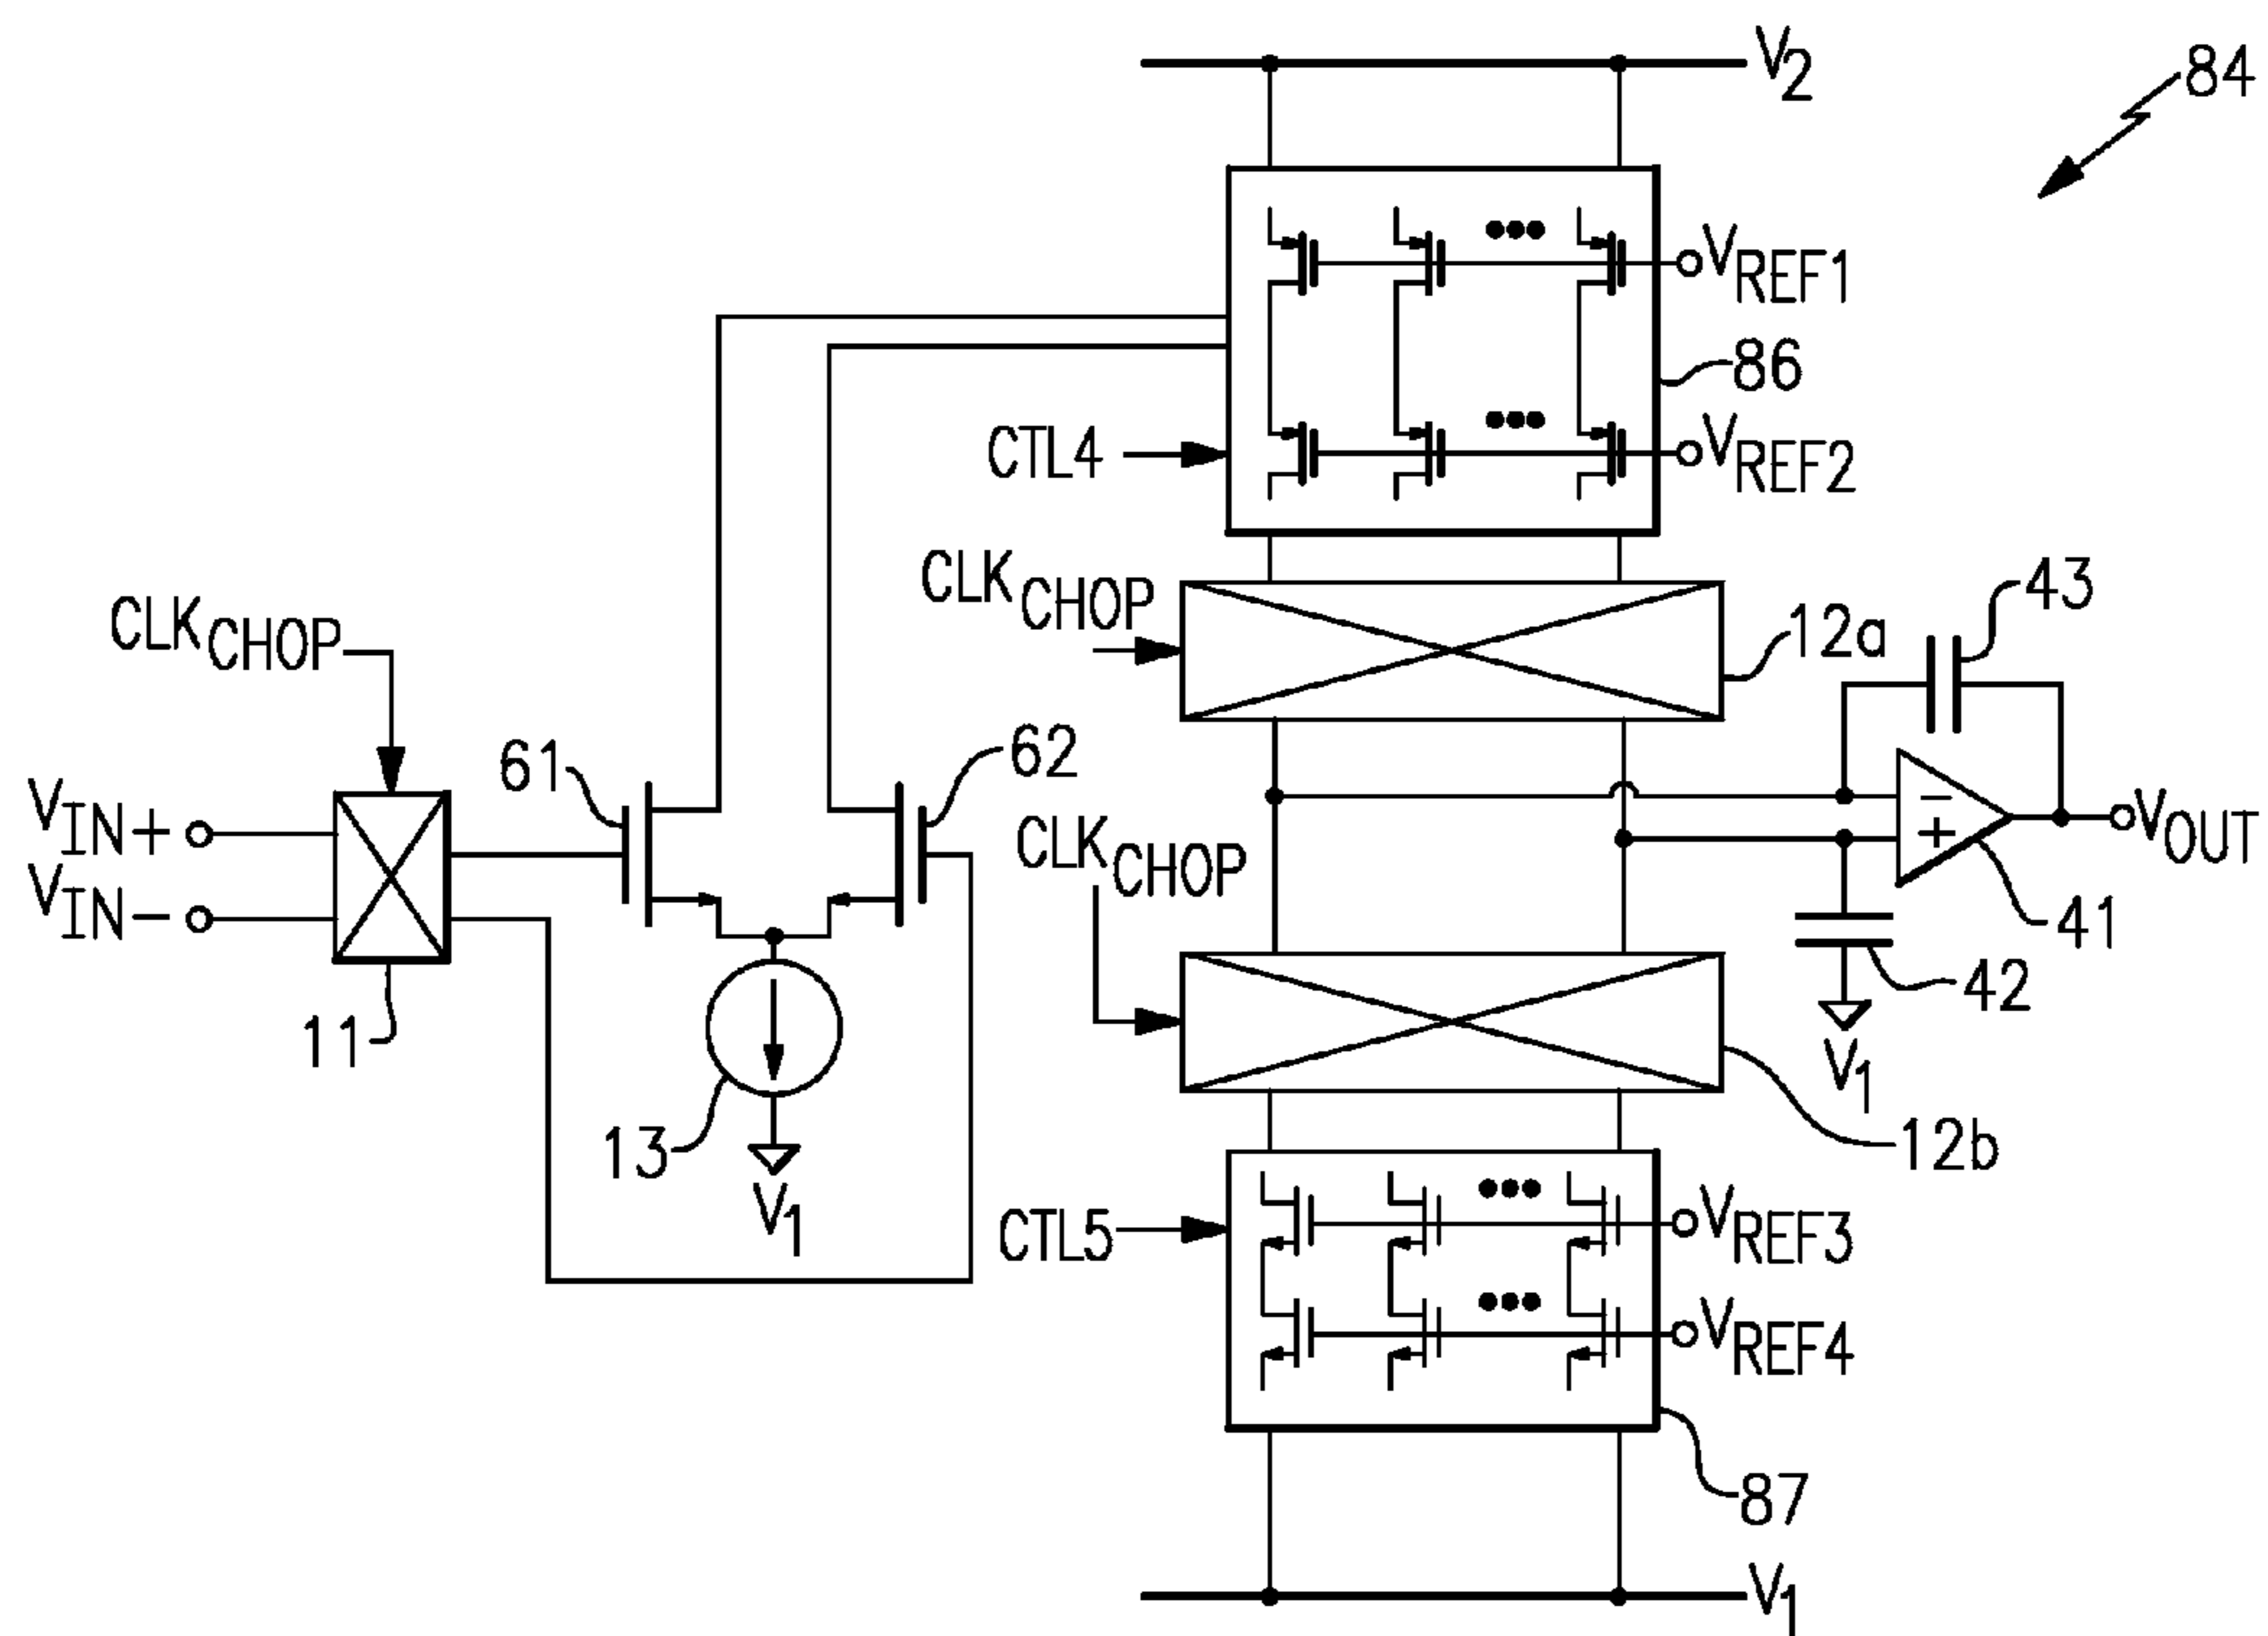 V2
84
VREF1
86
CTL4
VREF2
CLKCHOP
43
12a
CLKCHOP
61
62
VIN+
VIN-
CLKCHOP
VOUT
41
42
11
V1
13
12b
V1
CTL5
VREF3
VREF4
87
V1